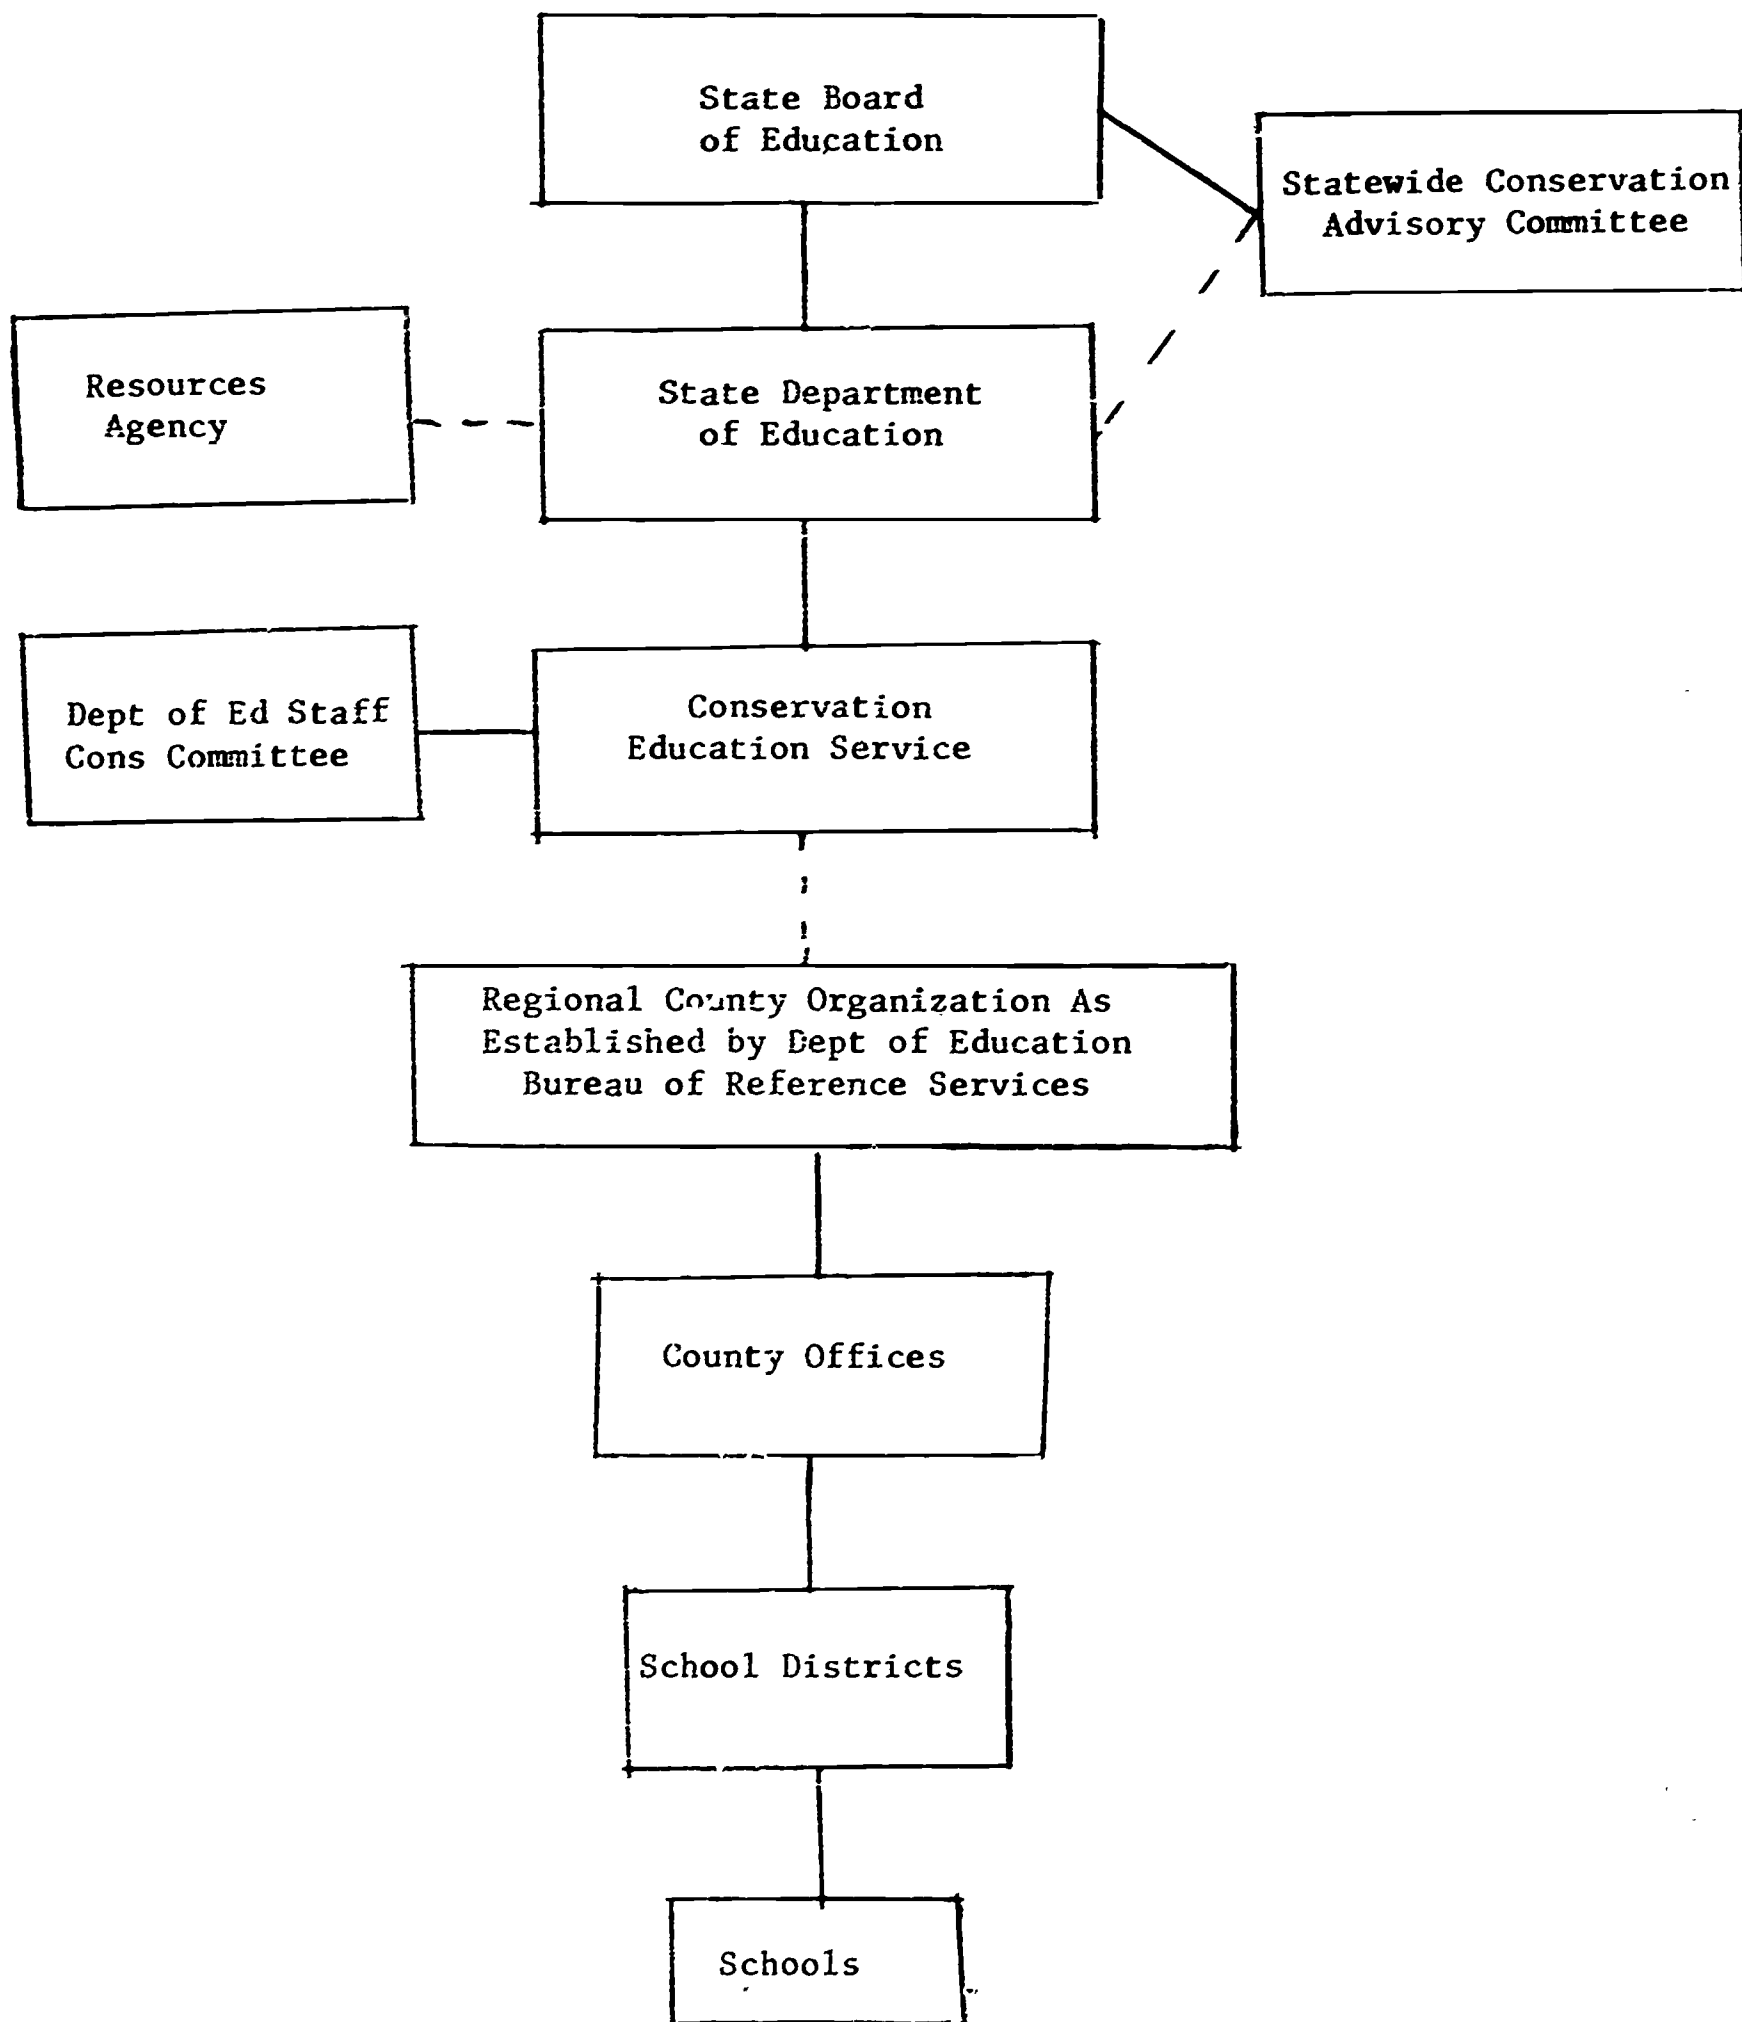 State Board
of Education
Statewide Conservation
Advisory Committee
Resources
Agency
State Department
of Education
Dept of Ed Staff
Cons Committee
Conservation
Education Service
Regional County Organization As
Established by Dept of Education
Bureau of Reference Services
County Offices
School Districts
Schools